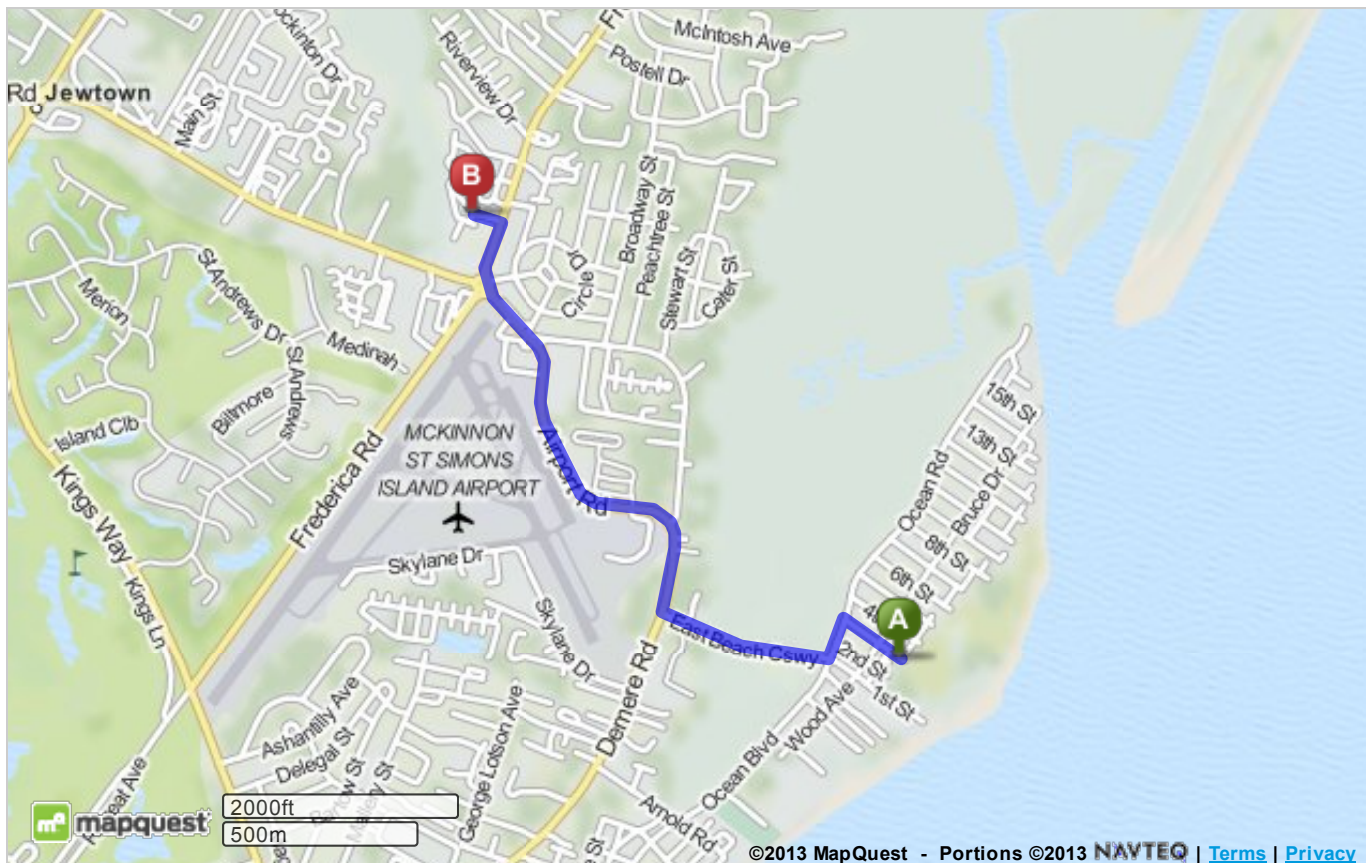 McIntosh Ave
Riverview Dr
Postell Dr
Rd Jewtown
Main St
B
Broadway St
Peachtree St
Stewart St
Cater St
Circle Dr
St Andrews Dr
Merion
Medinah
St Andrews
Biltmore
Island Clb
15th St
13th St
Ocean Rd
Bruce Dr
MCKINNON
ST SIMONS
ISLAND AIRPORT
Airport Rd
Frederica Rd
Kings Way
8th St
Skylane Dr
6th St
Kings Ln
A
Skylane Dr
East Beach Cswy
2nd St
1st St
Wood Ave
Demere Rd
Ashantilly Ave
Delegal St
Mallery St
George Lotson Ave
Ocean Blvd
Arnold Rd
mq mapquest
2000ft
500m
©2013 MapQuest - Portions ©2013 NAVTEQ | Terms | Privacy